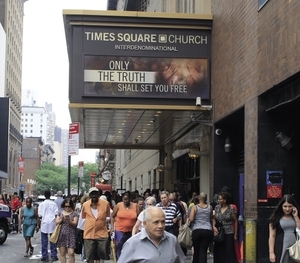 TIMES SQUARE CHURCH
INTERDENOMINATIONAL
ONLY
THE TRUTH
SHALL SET YOU FREE